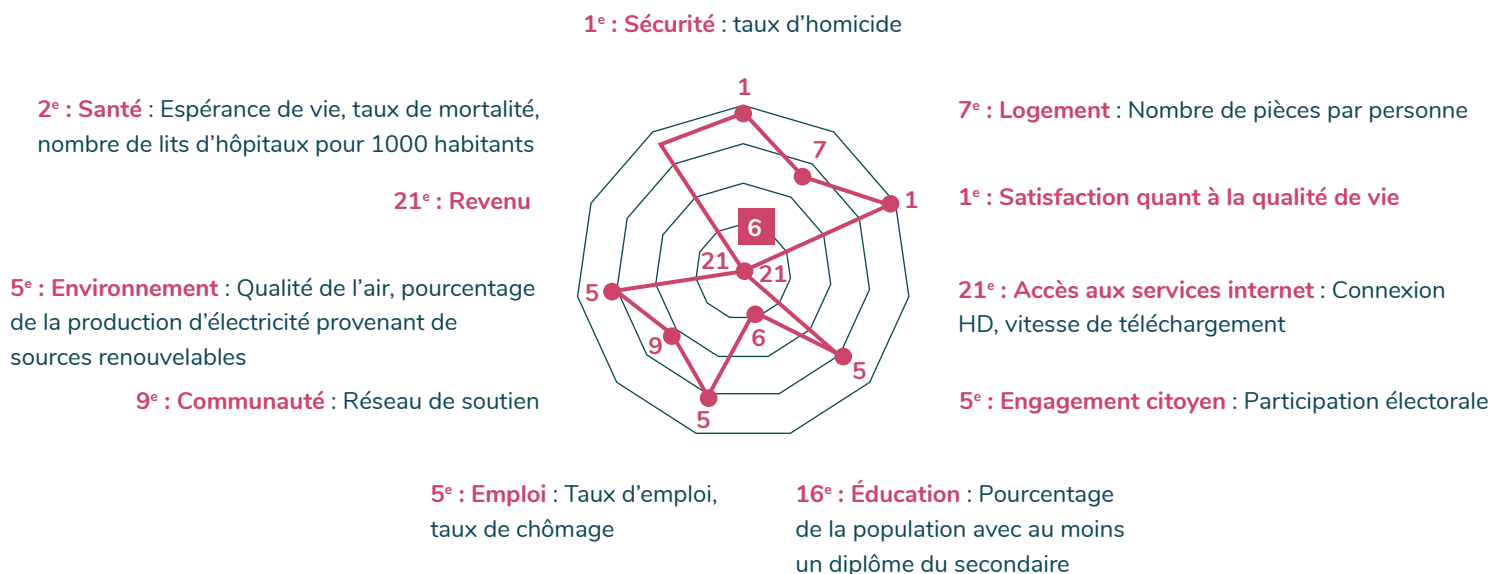 1ᵉ : Sécurité : taux d’homicide
2ᵉ : Santé : Espérance de vie, taux de mortalité,
nombre de lits d’hôpitaux pour 1000 habitants
21ᵉ : Revenu
5ᵉ : Environnement : Qualité de l’air, pourcentage
de la production d’électricité provenant de
sources renouvelables
9ᵉ : Communauté : Réseau de soutien
5ᵉ : Emploi : Taux d’emploi,
taux de chômage
1
7
1
6
21
21
5
9
6
5
5
7ᵉ : Logement : Nombre de pièces par personne
1ᵉ : Satisfaction quant à la qualité de vie
21ᵉ : Accès aux services internet : Connexion
HD, vitesse de téléchargement
5ᵉ : Engagement citoyen : Participation électorale
16ᵉ : Éducation : Pourcentage
de la population avec au moins
un diplôme du secondaire